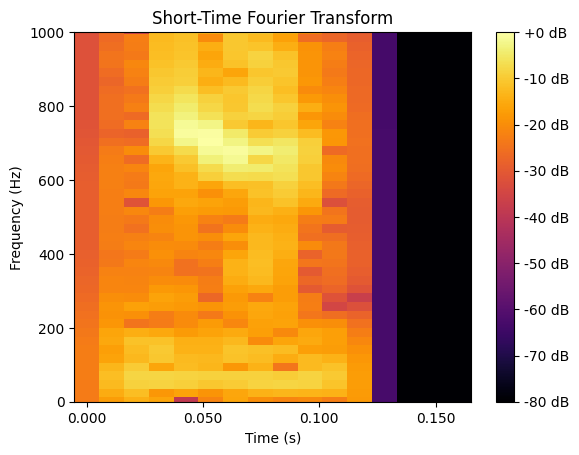 Short-Time Fourier Transform
Frequency (Hz)
1000
800
600
400
200
0
0.000
0.050
0.100
0.150
Time (s)
+0 dB
-10 dB
-20 dB
-30 dB
-40 dB
-50 dB
-60 dB
-70 dB
-80 dB